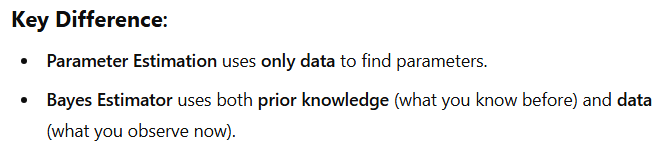 Key Difference:
• Parameter Estimation uses only data to find parameters.
• Bayes Estimator uses both prior knowledge (what you know before) and data
(what you observe now).